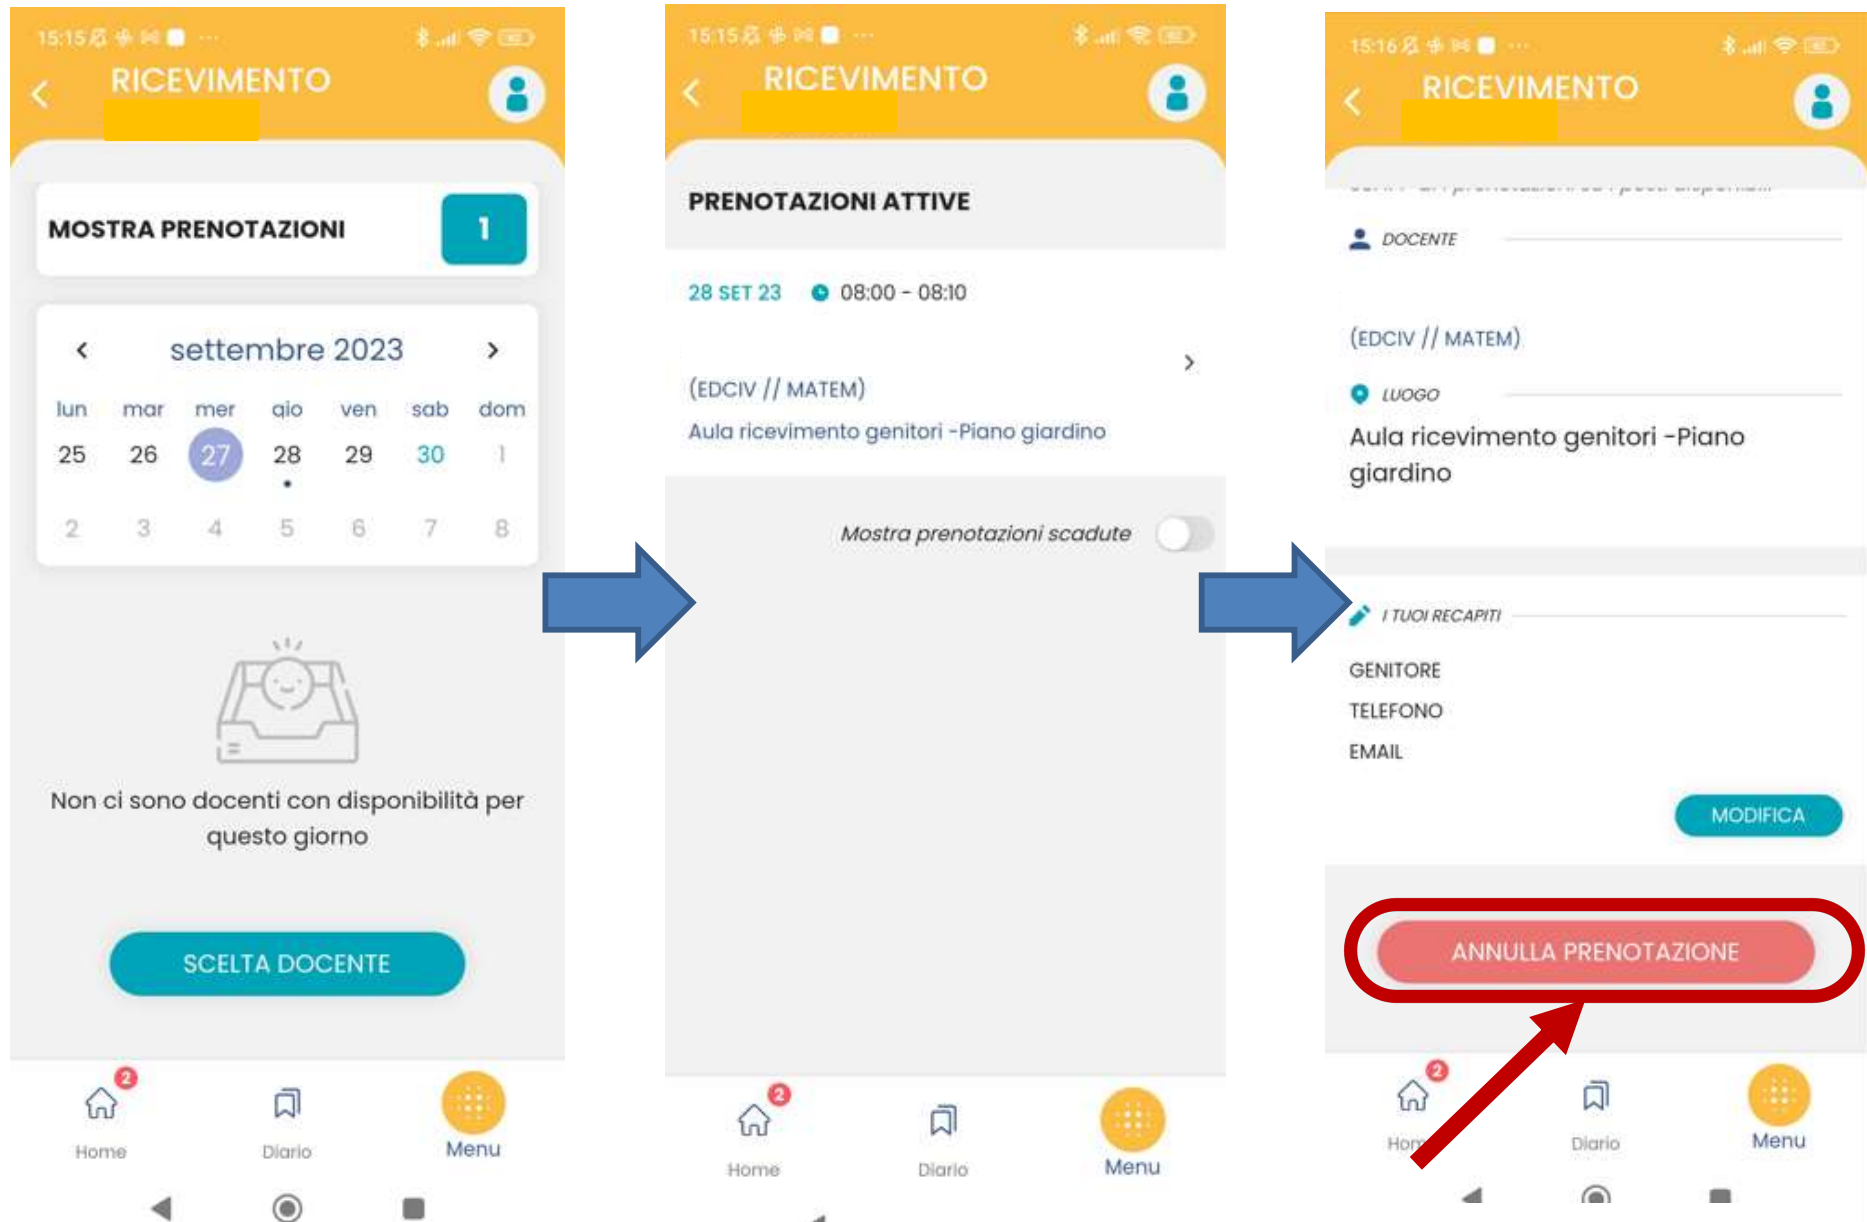 15:15
RICEVIMENTO
MOSTRA PRENOTAZIONI
1
settembre 2023
lun mar mer gio ven sab dom
25 26 27 28 29 30 1
2 3 4 5 6 7 8
Non ci sono docenti con disponibilità per
questo giorno
SCELTA DOCENTE
2
Home Diario Menu
15:15
RICEVIMENTO
PRENOTAZIONI ATTIVE
28 SET 23 08:00 - 08:10
(EDCIV // MATEM)
Aula ricevimento genitori -Piano giardino
Mostra prenotazioni scadute
2
Home Diario Menu
15:16
RICEVIMENTO
DOCENTE
(EDCIV // MATEM)
LUOGO
Aula ricevimento genitori -Piano
giardino
I TUOI RECAPITI
GENITORE
TELEFONO
EMAIL
MODIFICA
ANNULLA PRENOTAZIONE
2
Home Diario Menu